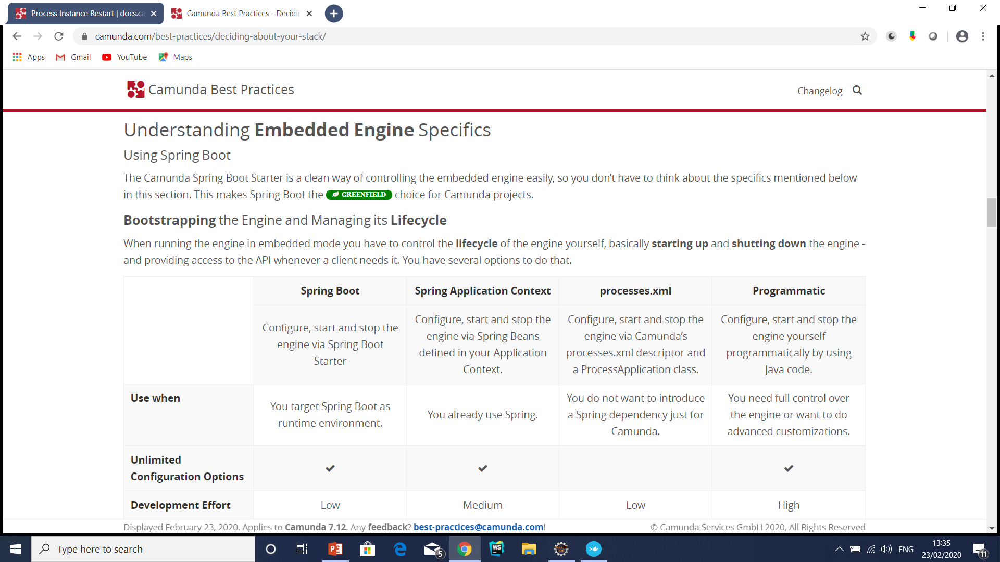 Process Instance Restart | docs.ca
Camunda Best Practices - Decidin
camunda.com/best-practices/deciding-about-your-stack/
Apps
Gmail
YouTube
Maps
Camunda Best Practices
Changelog
Understanding Embedded Engine Specifics
Using Spring Boot
The Camunda Spring Boot Starter is a clean way of controlling the embedded engine easily, so you don’t have to think about the specifics mentioned below
in this section. This makes Spring Boot the GREENFIELD choice for Camunda projects.
Bootstrapping the Engine and Managing its Lifecycle
When running the engine in embedded mode you have to control the lifecycle of the engine yourself, basically starting up and shutting down the engine -
and providing access to the API whenever a client needs it. You have several options to do that.
Spring Boot
Spring Application Context
processes.xml
Programmatic
Configure, start and stop the
engine via Spring Boot
Starter
Configure, start and stop the
engine via Spring Beans
defined in your Application
Context.
Configure, start and stop the
engine via Camunda’s
processes.xml descriptor and
a ProcessApplication class.
Configure, start and stop the
engine yourself
programmatically by using
Java code.
Use when
You target Spring Boot as
runtime environment.
You already use Spring.
You do not want to introduce
a Spring dependency just for
Camunda.
You need full control over
the engine or want to do
advanced customizations.
Unlimited
Configuration Options
Development Effort
Low
Medium
Low
High
Displayed February 23, 2020. Applies to Camunda 7.12. Any feedback? best-practices@camunda.com!
© Camunda Services GmbH 2020, All Rights Reserved
Type here to search
5
WS
ENG
13:35
23/02/2020
11